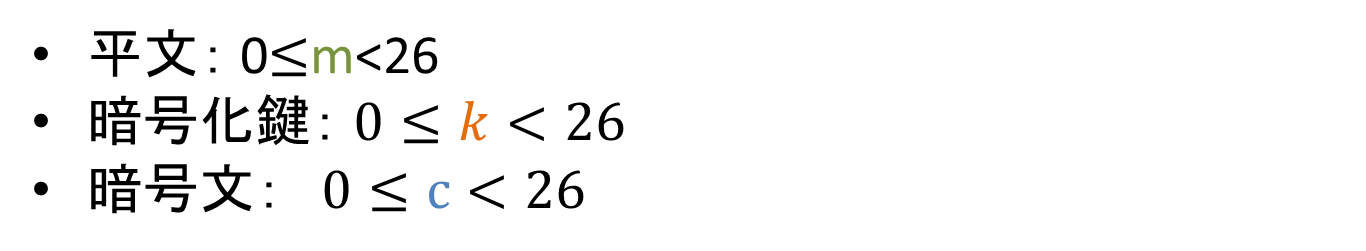 • 平文： 0≤m<26
• 暗号化鍵： 0 ≤ k < 26
• 暗号文： 0 ≤ c < 26